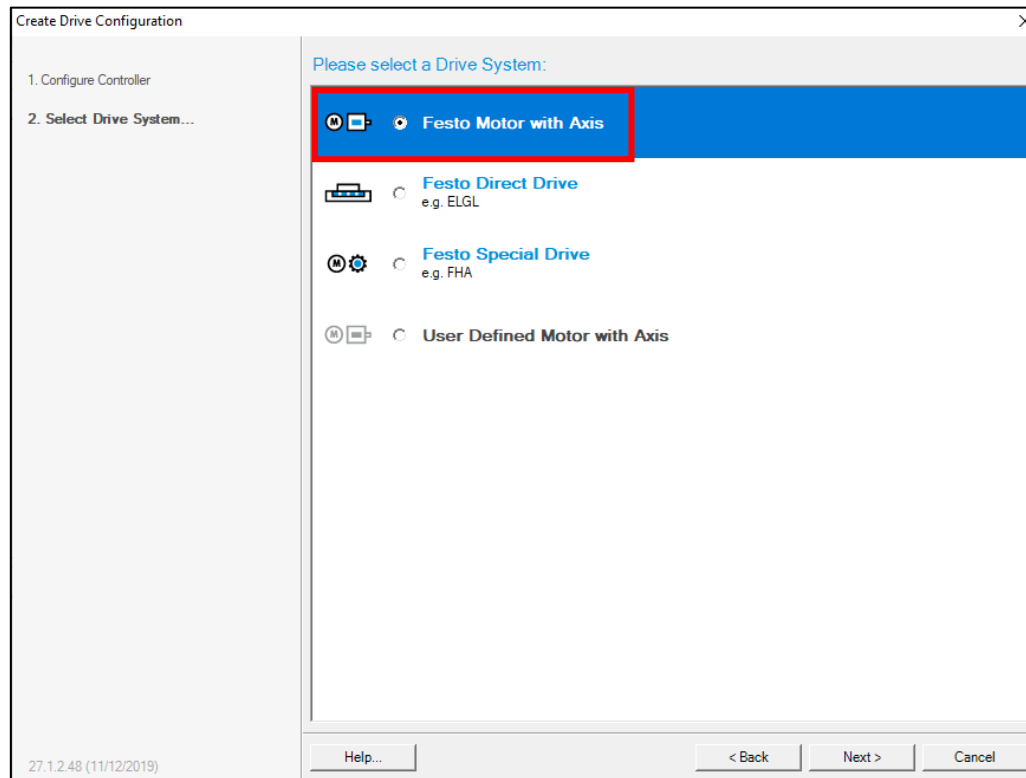 Create Drive Configuration
1. Configure Controller
2. Select Drive System...
Please select a Drive System:
M Festo Motor with Axis
Festo Direct Drive
e.g. ELGL
M Festo Special Drive
e.g. FHA
M User Defined Motor with Axis
27.1.2.48 (11/12/2019)
Help...
< Back
Next >
Cancel